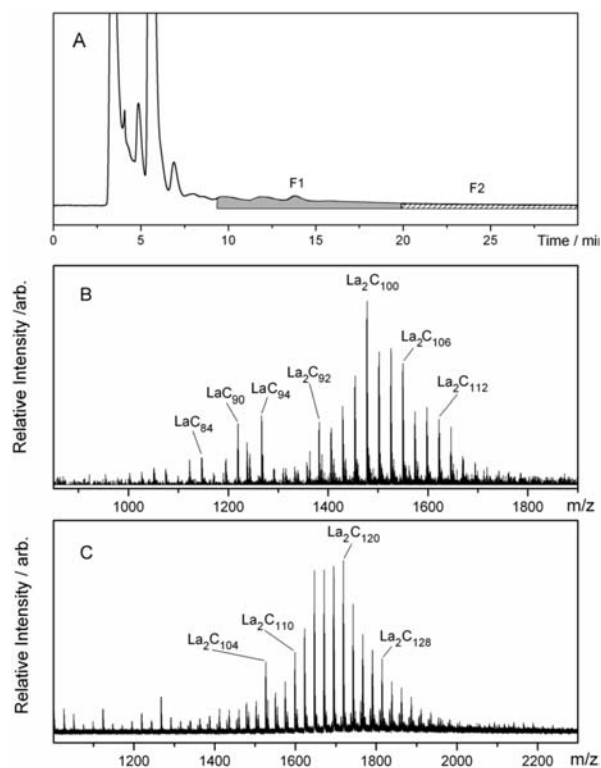 A
F1
F2
0 5 10 15 20 25 Time / min
B
La₂C₁₀₀
La₂C₁₀₆
La₂C₉₂
LaC₉₄
LaC₉₀
La₂C₁₁₂
LaC₈₄
Relative Intensity /arb.
1000 1200 1400 1600 1800 m/z
C
La₂C₁₂₀
La₂C₁₁₀
La₂C₁₀₄
La₂C₁₂₈
Relative Intensity / arb.
1200 1400 1600 1800 2000 2200 m/z